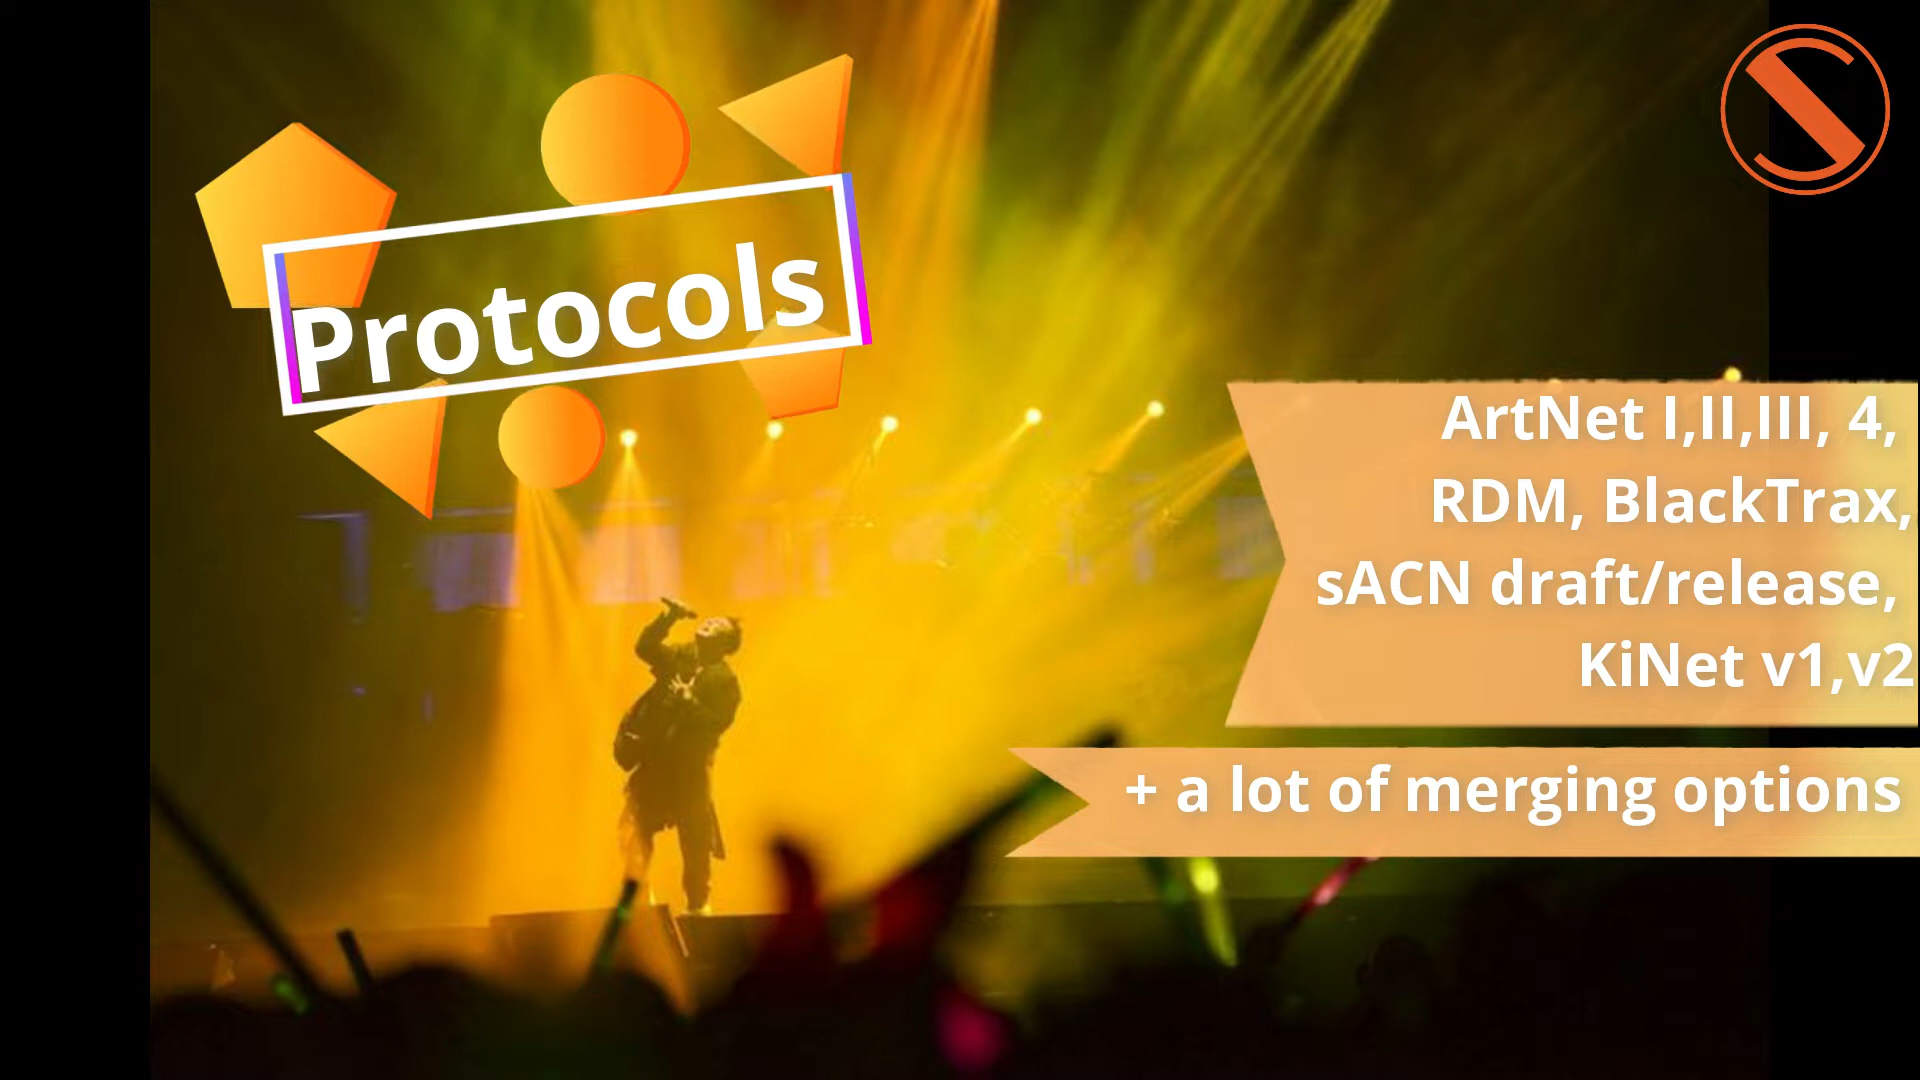 Protocols
ArtNet I,II,III, 4,
RDM, BlackTrax,
sACN draft/release,
KiNet v1,v2
+ a lot of merging options